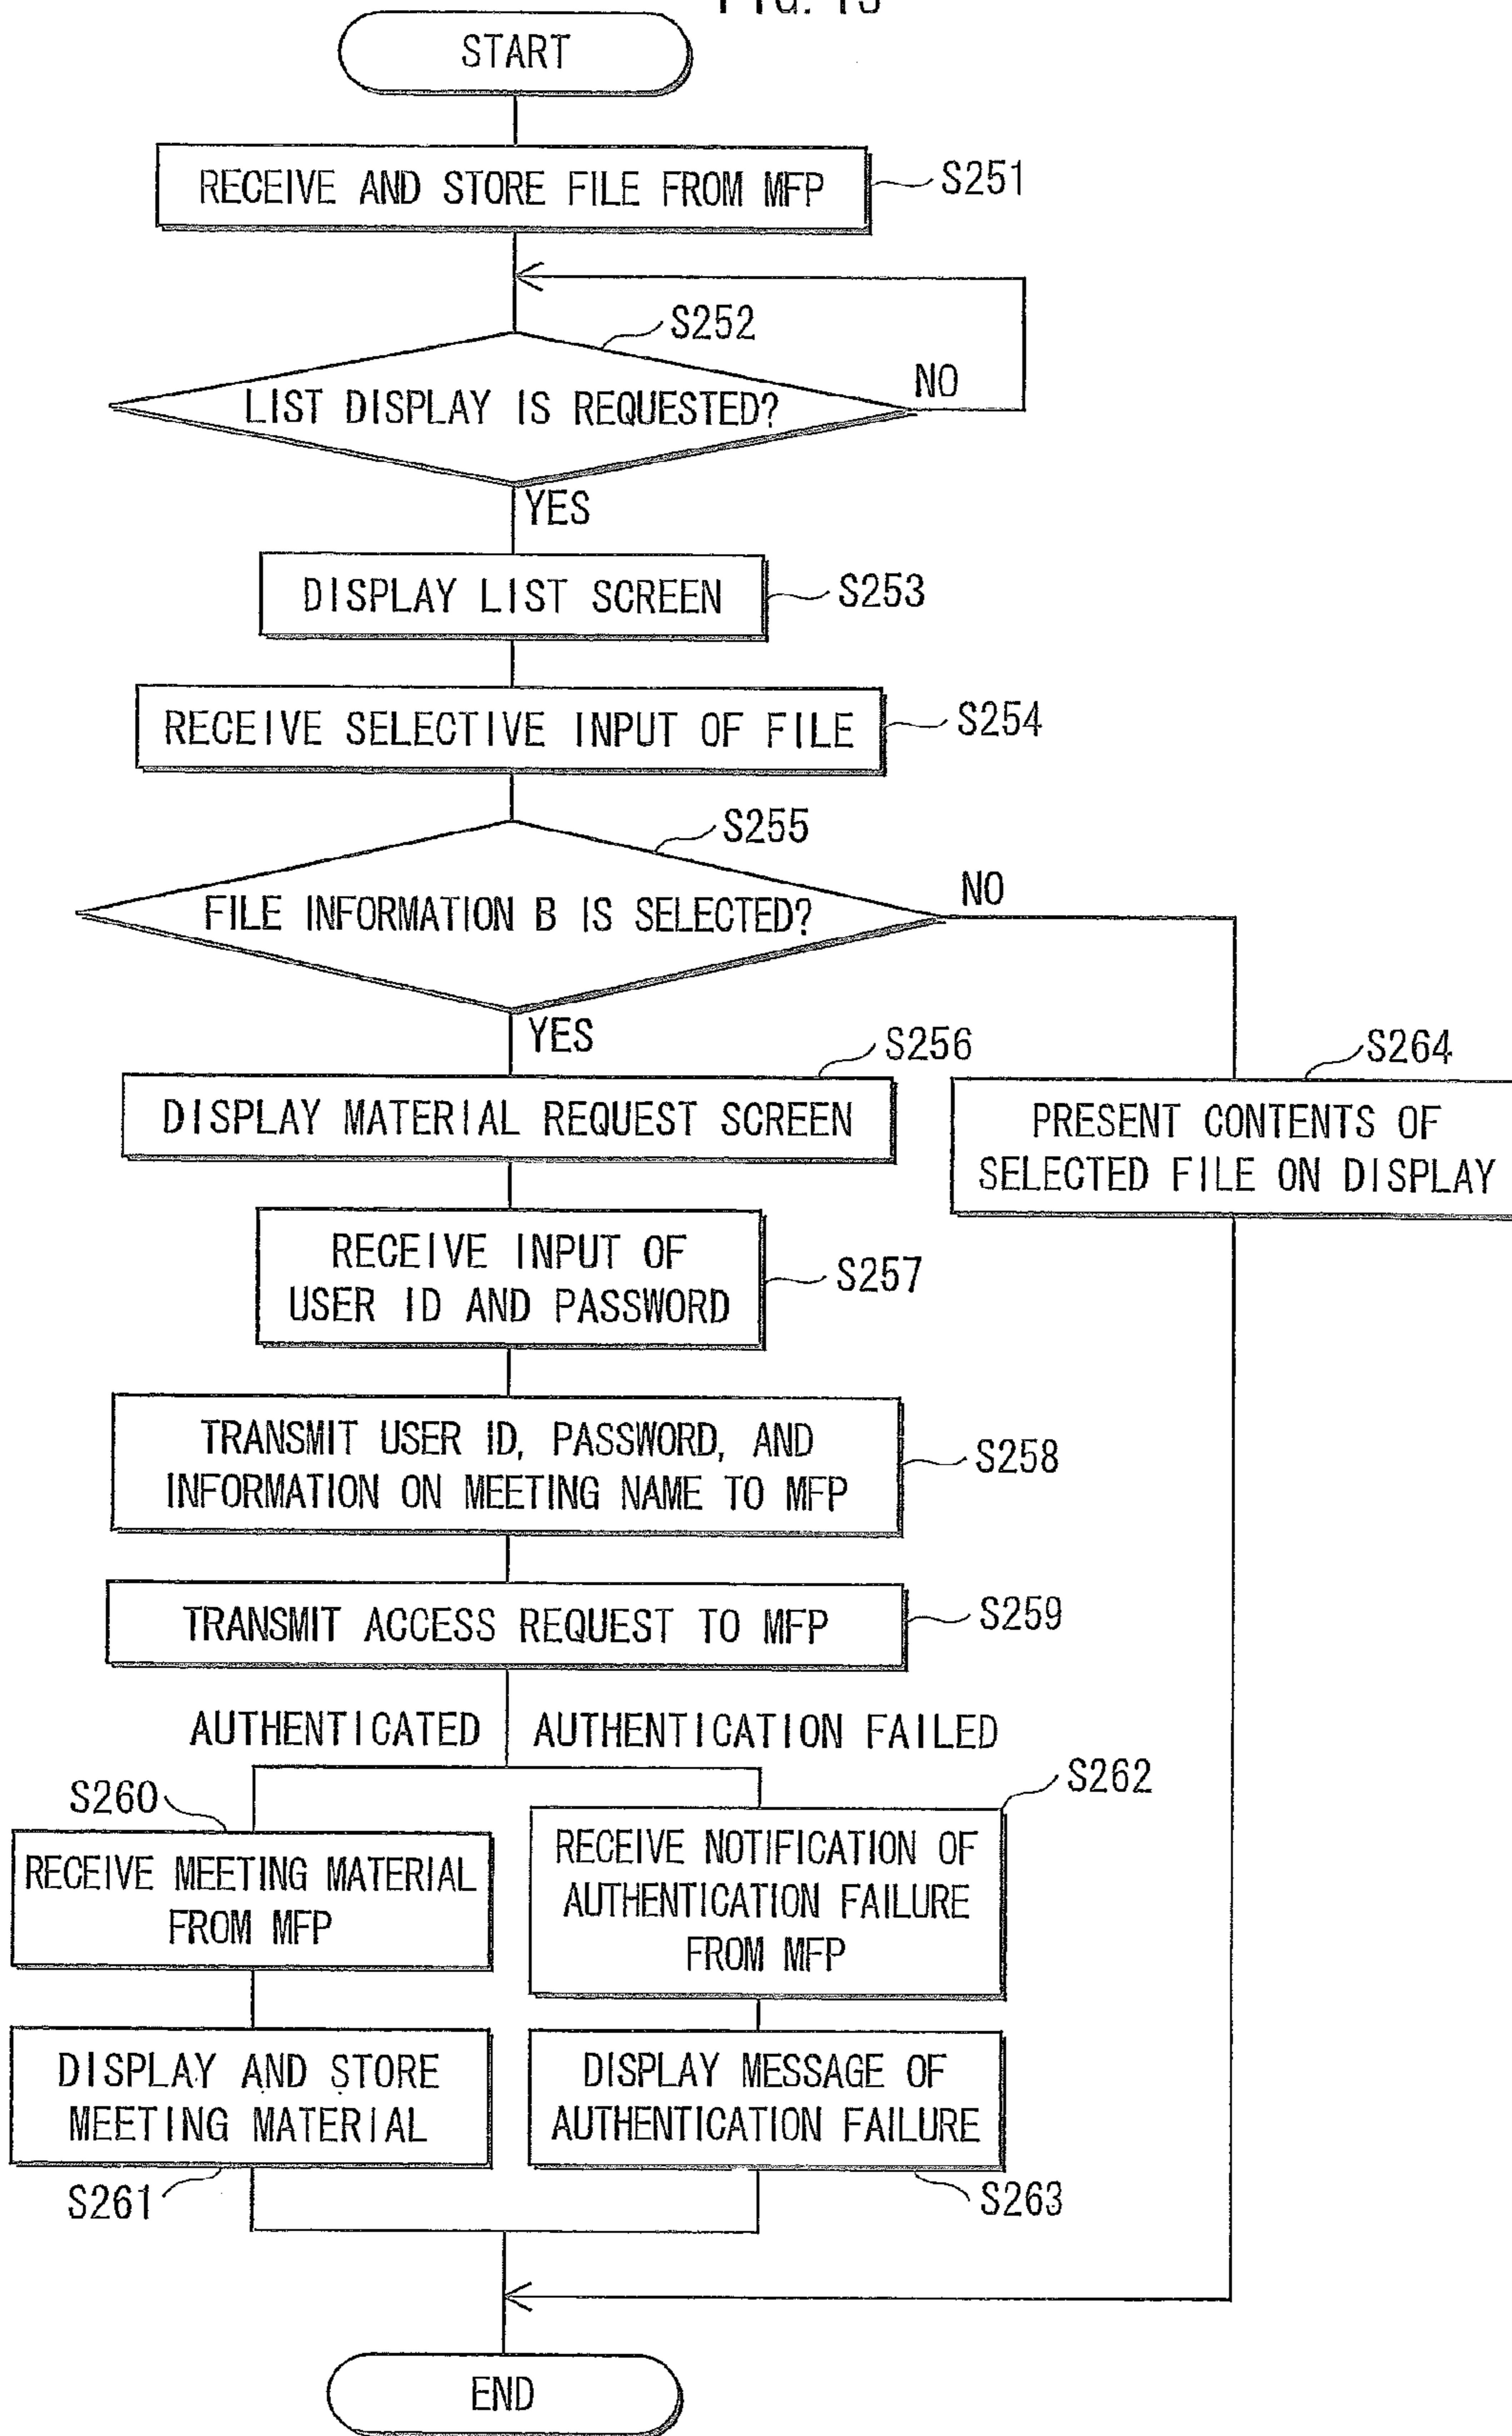 START
RECEIVE AND STORE FILE FROM MFP
S251
S252
LIST DISPLAY IS REQUESTED?
NO
YES
DISPLAY LIST SCREEN
S253
RECEIVE SELECTIVE INPUT OF FILE
S254
S255
FILE INFORMATION B IS SELECTED?
NO
YES
S256
DISPLAY MATERIAL REQUEST SCREEN
S264
PRESENT CONTENTS OF
SELECTED FILE ON DISPLAY
RECEIVE INPUT OF
USER ID AND PASSWORD
S257
TRANSMIT USER ID, PASSWORD, AND
INFORMATION ON MEETING NAME TO MFP
S258
TRANSMIT ACCESS REQUEST TO MFP
S259
AUTHENTICATED
AUTHENTICATION FAILED
S260
RECEIVE MEETING MATERIAL
FROM MFP
S262
RECEIVE NOTIFICATION OF
AUTHENTICATION FAILURE
FROM MFP
DISPLAY AND STORE
MEETING MATERIAL
S261
DISPLAY MESSAGE OF
AUTHENTICATION FAILURE
S263
END